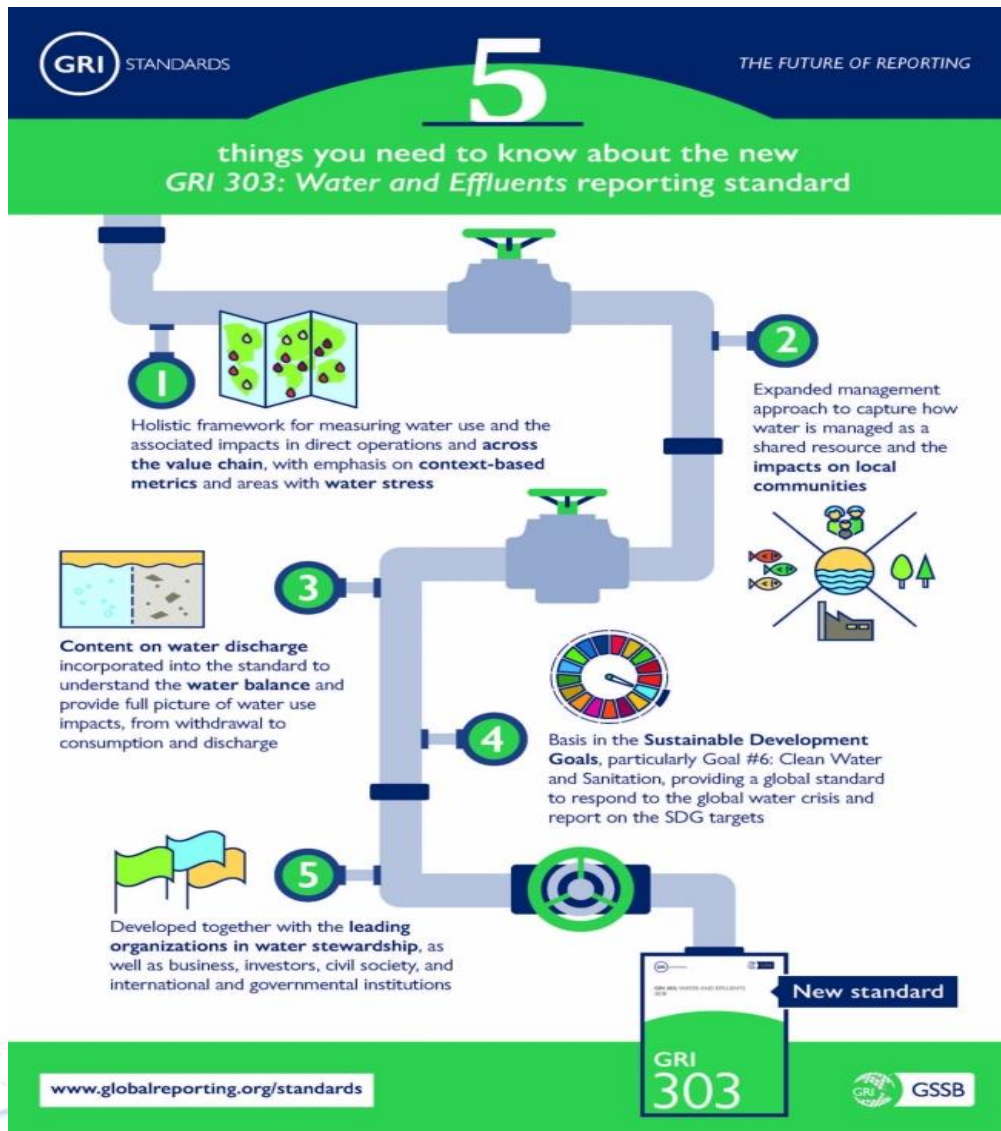 GRI STANDARDS
5
THE FUTURE OF REPORTING
things you need to know about the new
GRI 303: Water and Effluents reporting standard
1
Holistic framework for measuring water use and the
associated impacts in direct operations and across
the value chain, with emphasis on context-based
metrics and areas with water stress
2
Expanded management
approach to capture how
water is managed as a
shared resource and the
impacts on local
communities
3
Content on water discharge
incorporated into the standard to
understand the water balance and
provide full picture of water use
impacts, from withdrawal to
consumption and discharge
4
Basis in the Sustainable Development
Goals, particularly Goal #6: Clean Water
and Sanitation, providing a global standard
to respond to the global water crisis and
report on the SDG targets
5
Developed together with the leading
organizations in water stewardship, as
well as business, investors, civil society, and
international and governmental institutions
GRI 303: WATER AND EFFLUENTS
New standard
GRI
303
www.globalreporting.org/standards
GRI GSSB